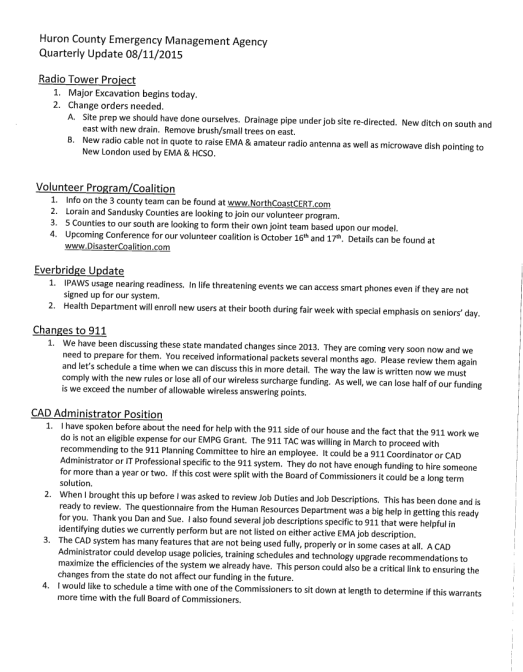 Huron County Emergency Management Agency
Quarterly Update 08/11/2015
Radio Tower Project
1. Major Excavation begins today.
2. Change orders needed.
A. Site prep we should have done ourselves. Drainage pipe under job site re-directed. New ditch on south and
east with new drain. Remove brush/small trees on east.
B. New radio cable not in quote to raise EMA & amateur radio antenna as well as microwave dish pointing to
New London used by EMA & HCSO.
Volunteer Program/Coalition
1. Info on the 3 county team can be found at www.NorthCoastCERT.com
2. Lorain and Sandusky Counties are looking to join our volunteer program.
3. 5 Counties to our south are looking to form their own joint team based upon our model.
4. Upcoming Conference for our volunteer coalition is October 16th and 17th. Details can be found at
www.DisasterCoalition.com
Everbridge Update
1. IPAWS usage nearing readiness. In life threatening events we can access smart phones even if they are not
signed up for our system.
2. Health Department will enroll new users at their booth during fair week with special emphasis on seniors' day.
Changes to 911
1. We have been discussing these state mandated changes since 2013. They are coming very soon now and we
need to prepare for them. You received informational packets several months ago. Please review them again
and let's schedule a time when we can discuss this in more detail. The way the law is written now we must
comply with the new rules or lose all of our wireless surcharge funding. As well, we can lose half of our funding
is we exceed the number of allowable wireless answering points.
CAD Administrator Position
1. I have spoken before about the need for help with the 911 side of our house and the fact that the 911 work we
do is not an eligible expense for our EMPG Grant. The 911 TAC was willing in March to proceed with
recommending to the 911 Planning Committee to hire an employee. It could be a 911 Coordinator or CAD
Administrator or IT Professional specific to the 911 system. They do not have enough funding to hire someone
for more than a year or two. If this cost were split with the Board of Commissioners it could be a long term
solution.
2. When I brought this up before I was asked to review Job Duties and Job Descriptions. This has been done and is
ready to review. The questionnaire from the Human Resources Department was a big help in getting this ready
for you. Thank you Dan and Sue. I also found several job descriptions specific to 911 that were helpful in
identifying duties we currently perform but are not listed on either active EMA job description.
3. The CAD system has many features that are not being used fully, properly or in some cases at all. A CAD
Administrator could develop usage policies, training schedules and technology upgrade recommendations to
maximize the efficiencies of the system we already have. This person could also be a critical link to ensuring the
changes from the state do not affect our funding in the future.
4. I would like to schedule a time with one of the Commissioners to sit down at length to determine if this warrants
more time with the full Board of Commissioners.